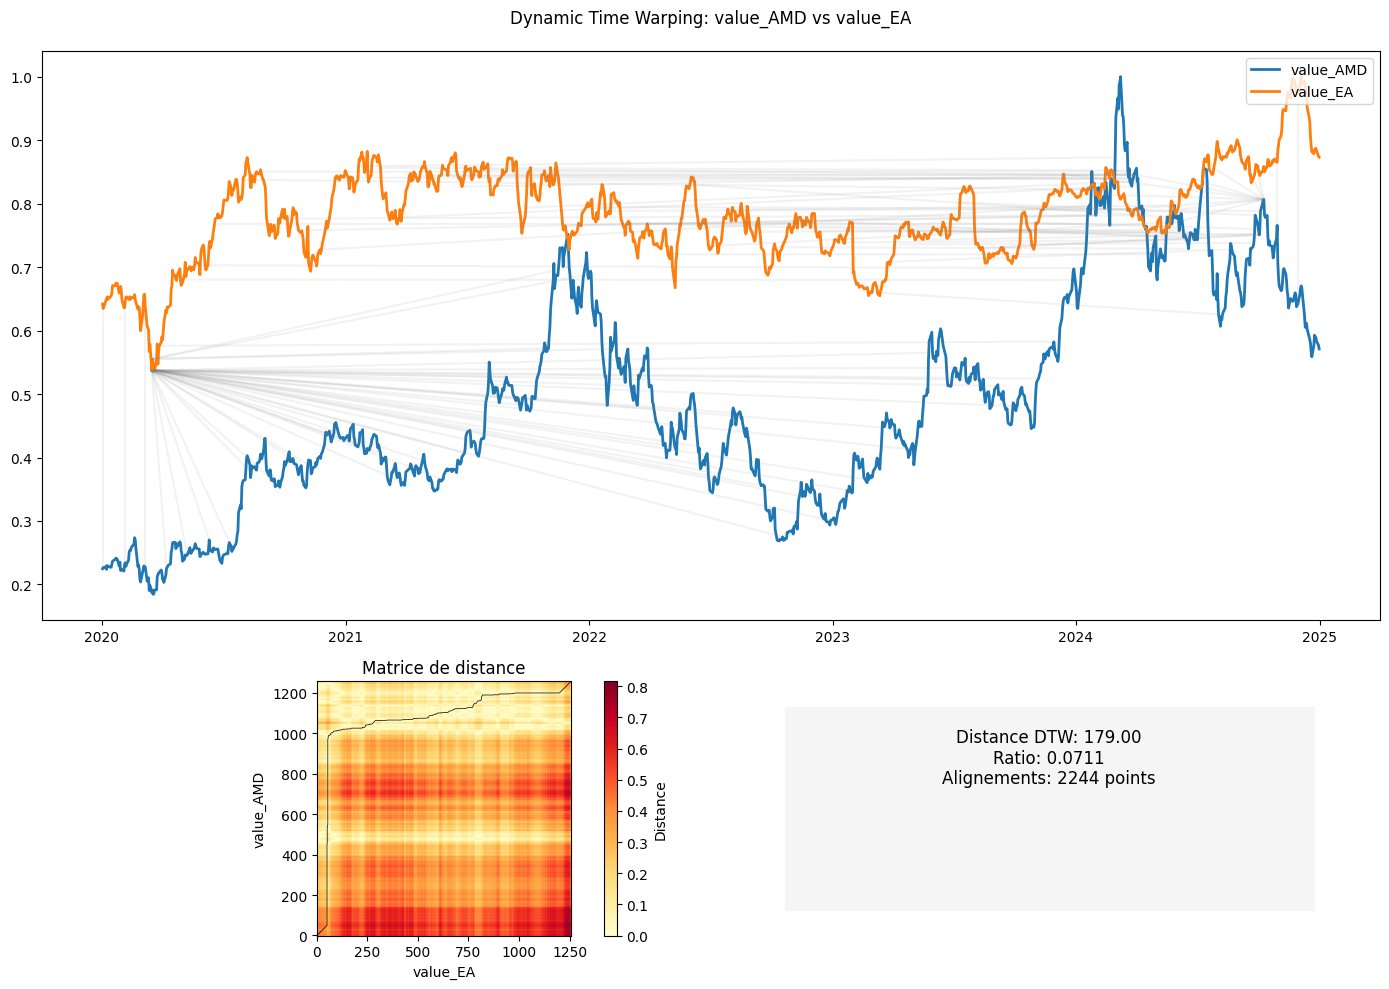 Dynamic Time Warping: value_AMD vs value_EA
1.0
0.9
0.8
0.7
0.6
0.5
0.4
0.3
0.2
value_AMD
value_EA
2020 2021 2022 2023 2024 2025
Matrice de distance
value_AMD
1200
1000
800
600
400
200
0
0 250 500 750 1000 1250
value_EA
0.8
0.7
0.6
0.5
0.4
0.3
0.2
0.1
0.0
Distance
Distance DTW: 179.00
Ratio: 0.0711
Alignements: 2244 points